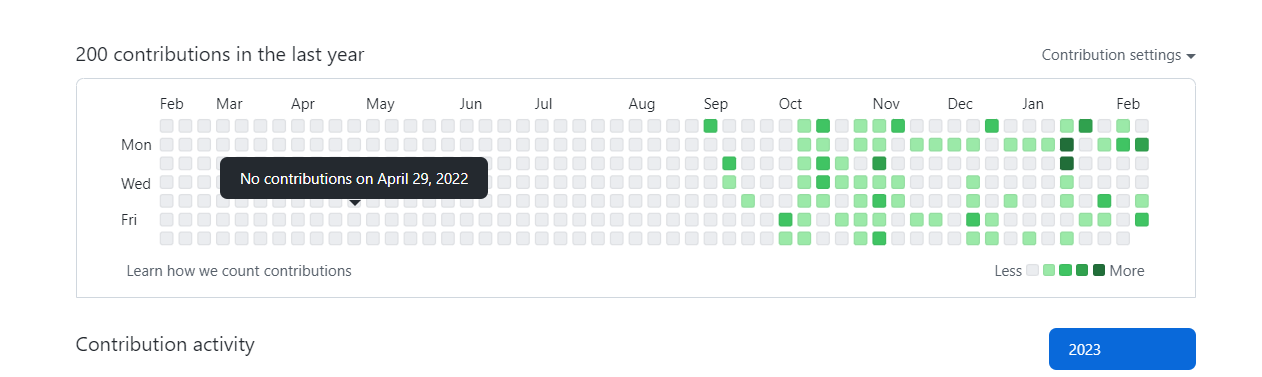 200 contributions in the last year
Contribution settings
Feb Mar Apr May Jun Jul Aug Sep Oct Nov Dec Jan Feb
Mon
No contributions on April 29, 2022
Wed
Fri
Learn how we count contributions
Less More
Contribution activity
2023